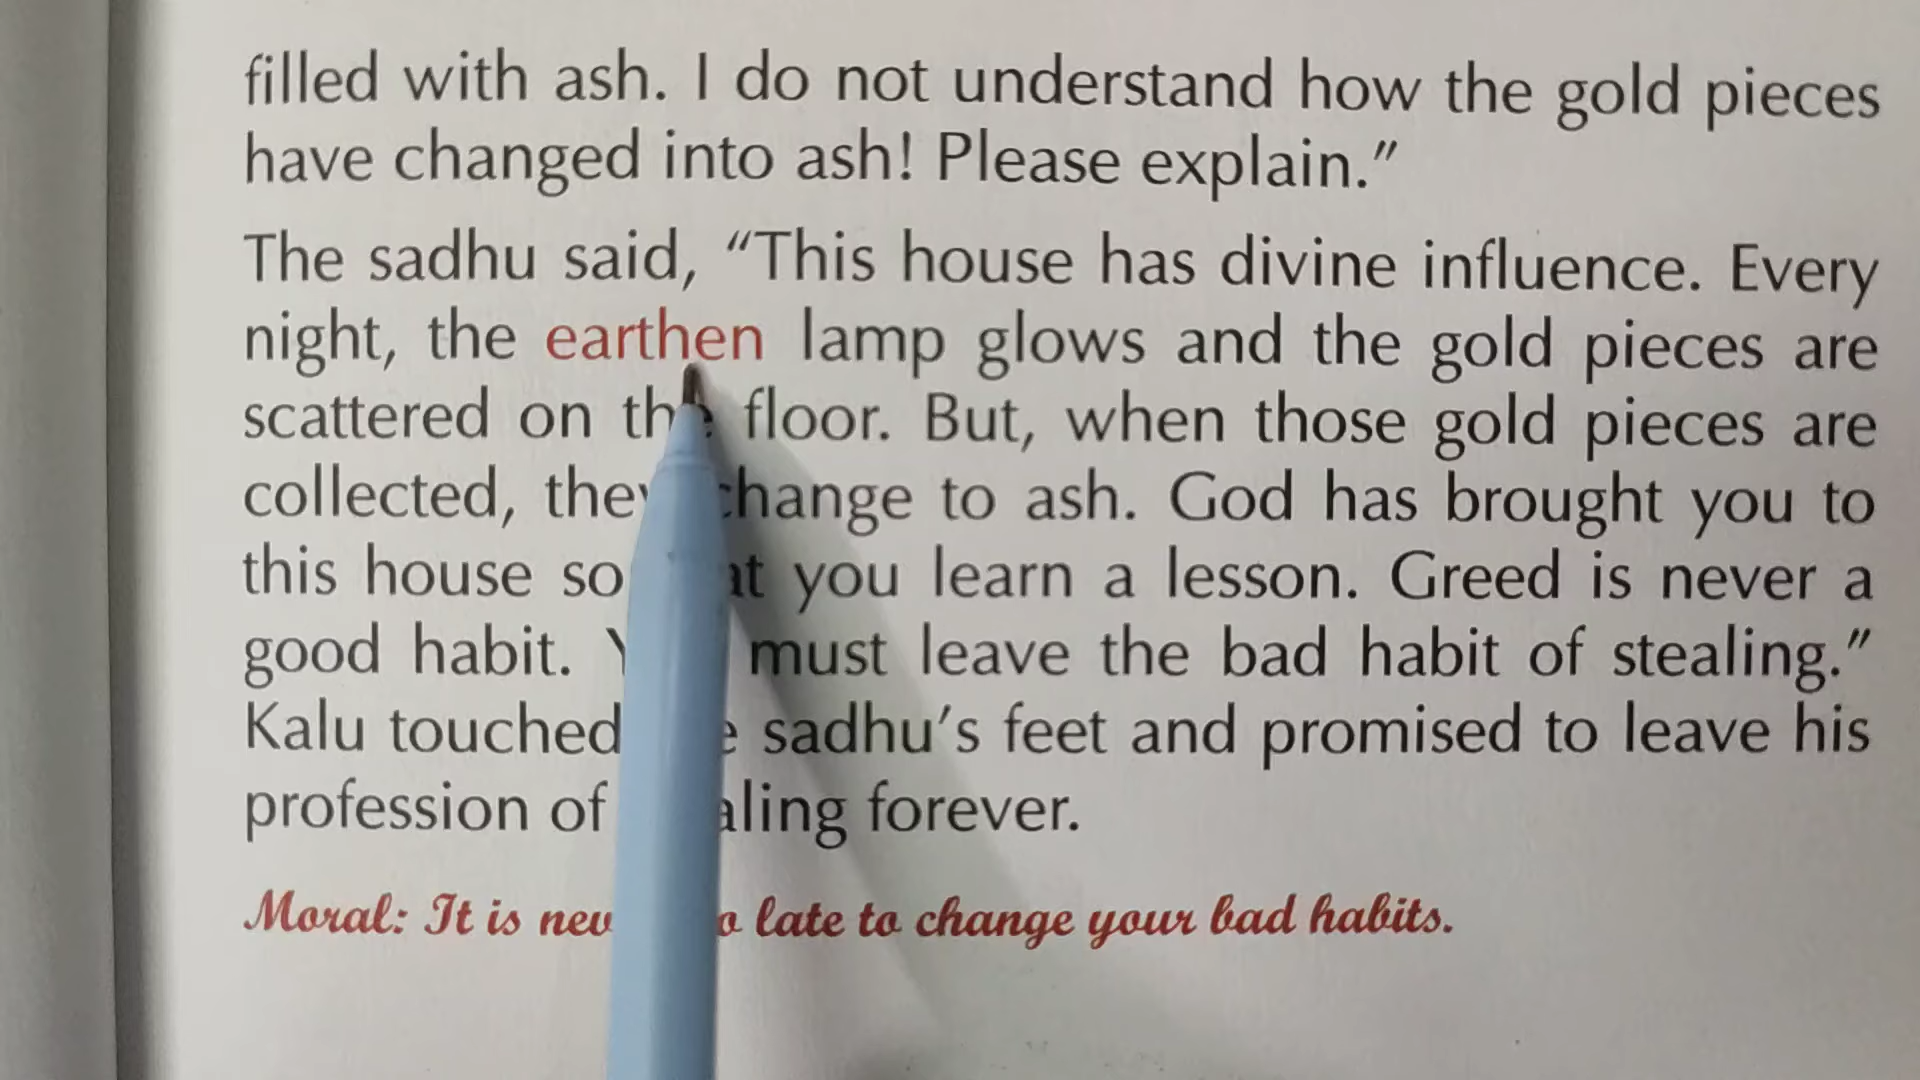 filled with ash. I do not understand how the gold pieces
have changed into ash! Please explain.”
The sadhu said, “This house has divine influence. Every
night, the earthen lamp glows and the gold pieces are
scattered on the floor. But, when those gold pieces are
collected, they change to ash. God has brought you to
this house so you learn a lesson. Greed is never a
good habit. must leave the bad habit of stealing.”
Kalu touched sadhu’s feet and promised to leave his
profession of forever.
Moral: It is late to change your bad habits.